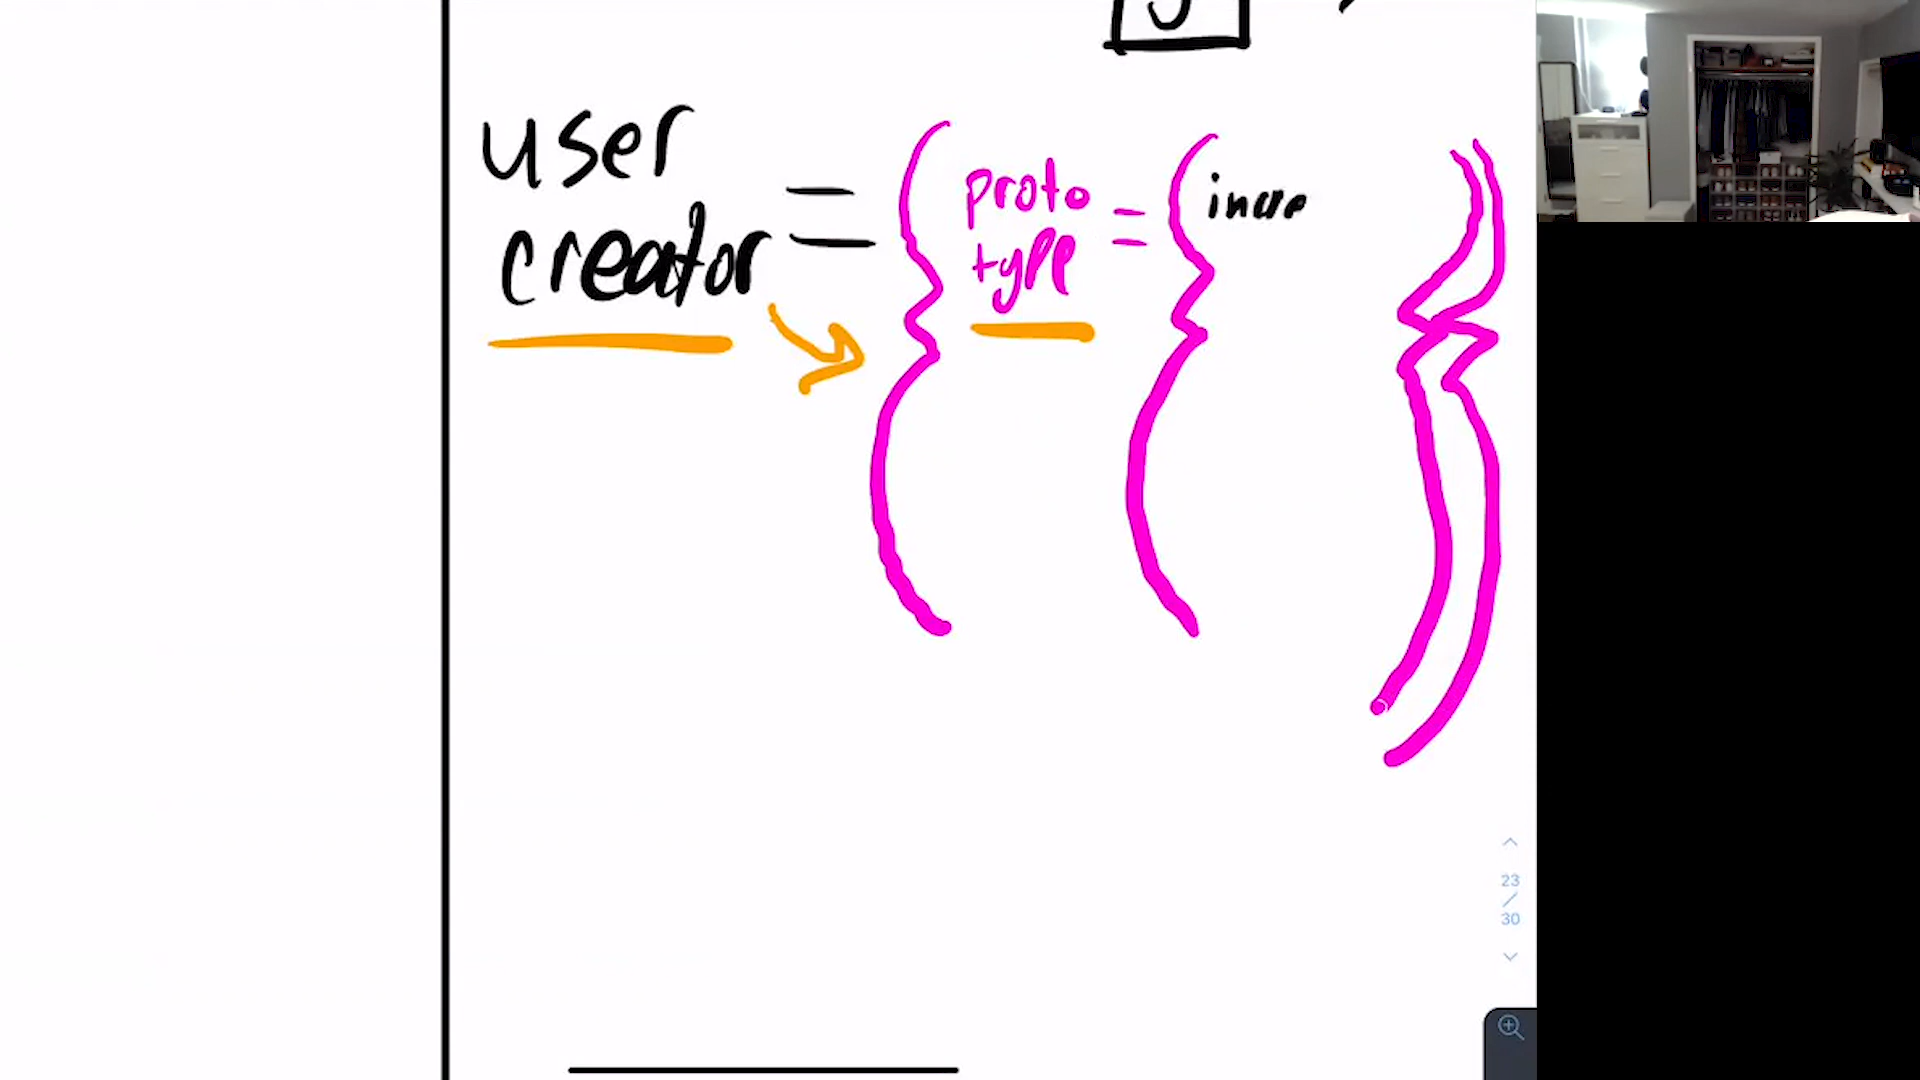 user
creator = { proto
type = { incre } }
23
/
30